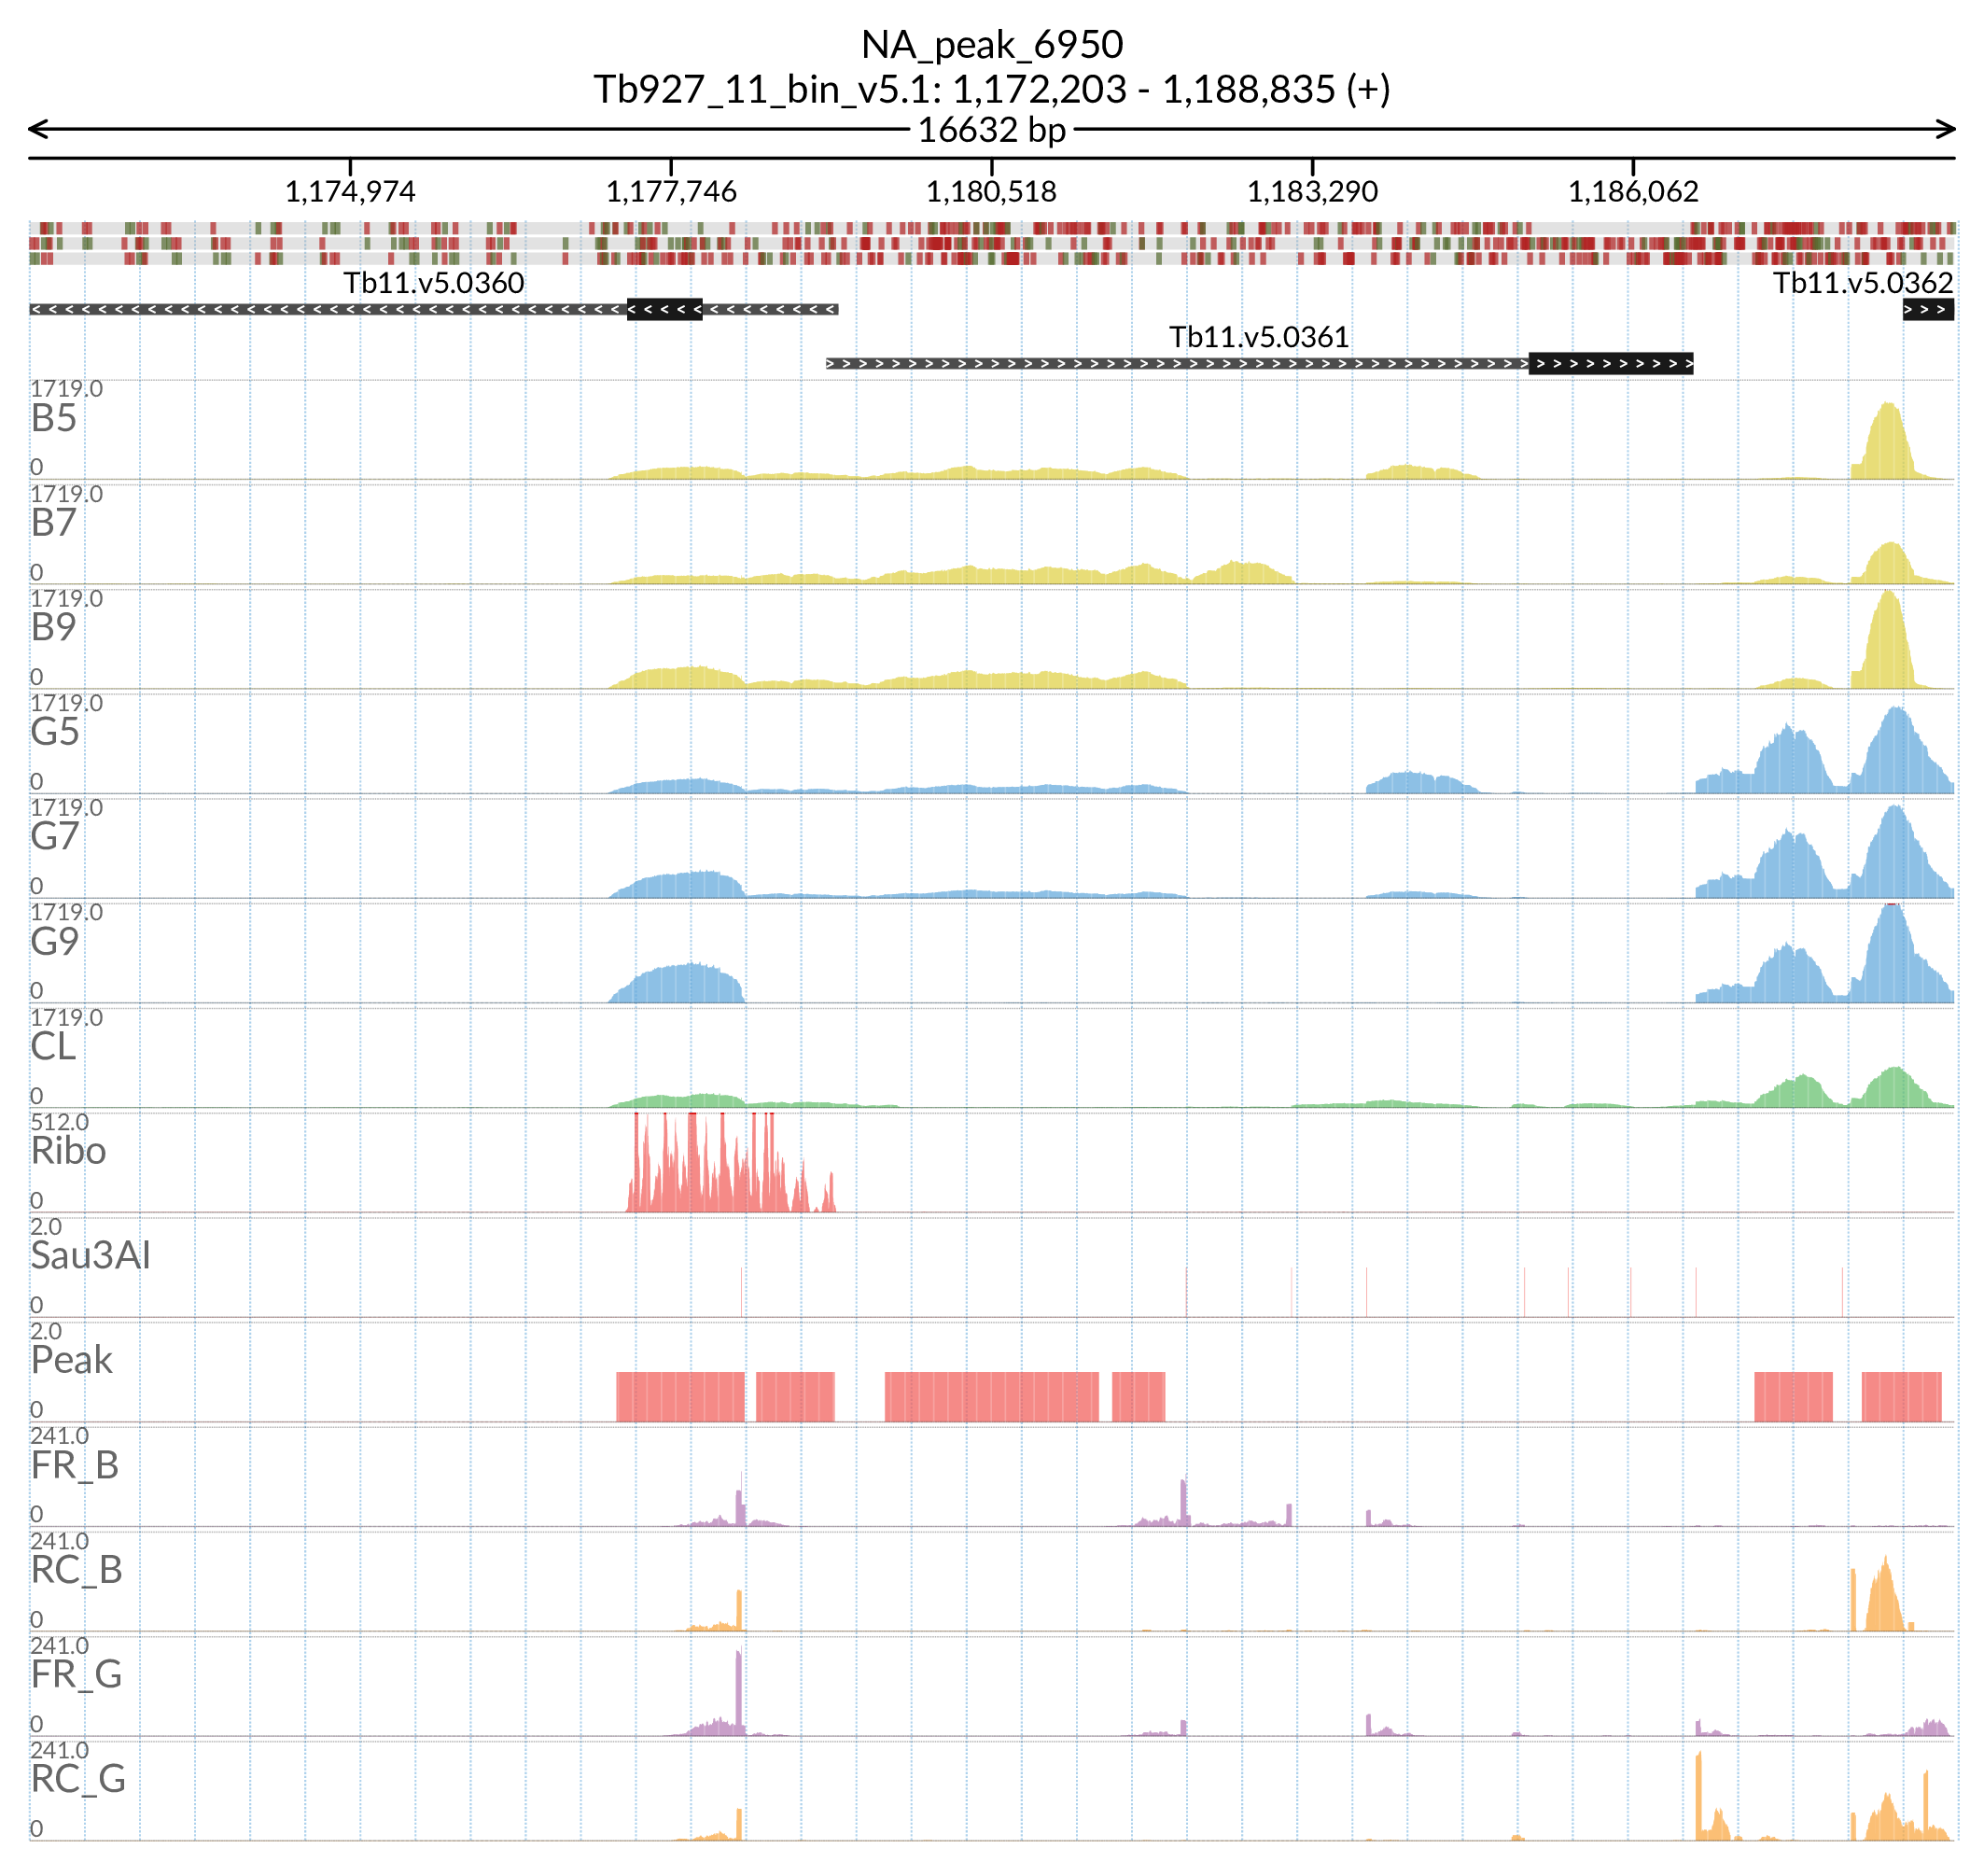 NA_peak_6950
Tb927_11_bin_v5.1: 1,172,203 - 1,188,835 (+)
16632 bp
1,174,974 1,177,746 1,180,518 1,183,290 1,186,062
Tb11.v5.0360 Tb11.v5.0362
Tb11.v5.0361
1719.0
B5
0
1719.0
B7
0
1719.0
B9
0
1719.0
G5
0
1719.0
G7
0
1719.0
G9
0
1719.0
CL
0
512.0
Ribo
0
2.0
Sau3AI
0
2.0
Peak
0
241.0
FR_B
0
241.0
RC_B
0
241.0
FR_G
0
241.0
RC_G
0